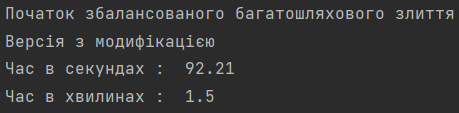 Початок збалансованого багатошляхового злиття
Версія з модифікацією
Час в секундах :  92.21
Час в хвилинах :  1.5